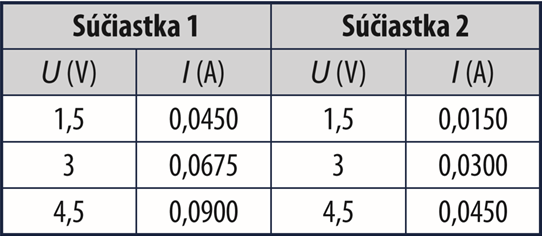 Súčiastka 1 Súčiastka 2
U (V) I (A) U (V) I (A)
1,5 0,0450 1,5 0,0150
3 0,0675 3 0,0300
4,5 0,0900 4,5 0,0450